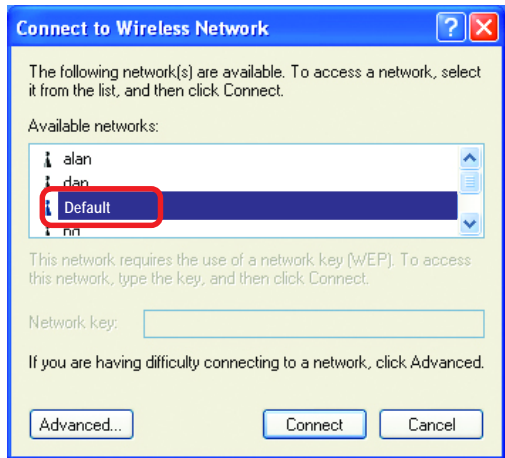 Connect to Wireless Network
The following network(s) are available. To access a network, select
it from the list, and then click Connect.
Available networks:
alan
dan
Default
This network requires the use of a network key (WEP). To access
this network, type the key, and then click Connect.
Network key:
If you are having difficulty connecting to a network, click Advanced.
Advanced... Connect Cancel